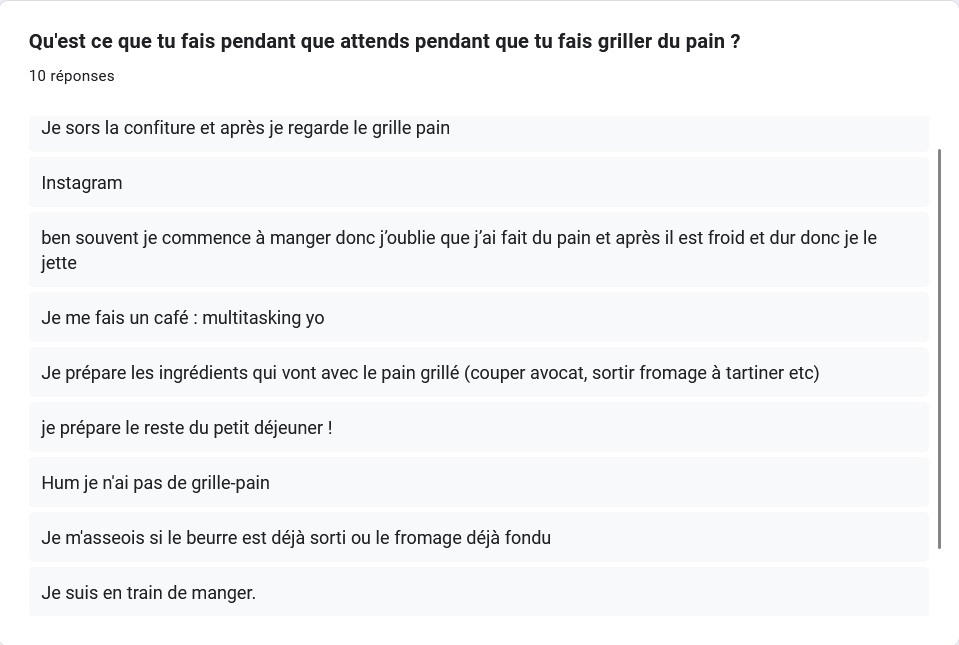 Qu'est ce que tu fais pendant que attends pendant que tu fais griller du pain ?
10 réponses
Je sors la confiture et après je regarde le grille pain
Instagram
ben souvent je commence à manger donc j’oublie que j’ai fait du pain et après il est froid et dur donc je le
jette
Je me fais un café : multitasking yo
Je prépare les ingrédients qui vont avec le pain grillé (couper avocat, sortir fromage à tartiner etc)
je prépare le reste du petit déjeuner !
Hum je n'ai pas de grille-pain
Je m'asseois si le beurre est déjà sorti ou le fromage déjà fondu
Je suis en train de manger.